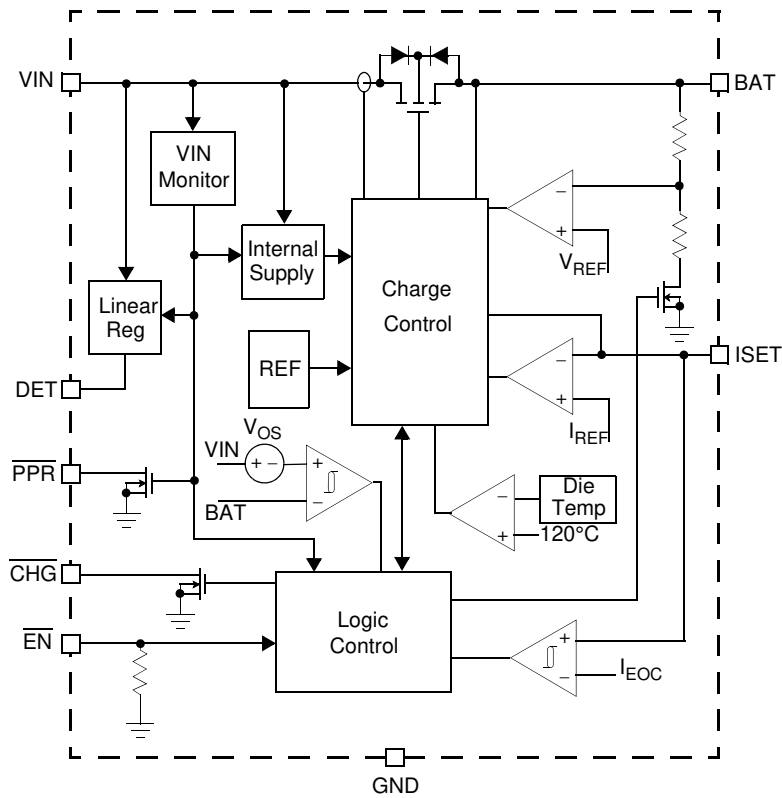 VIN
BAT
VIN
Monitor
Internal
Supply
VREF
Linear
Reg
Charge
Control
REF
ISET
DET
IREF
VOS
VIN
+ −
+
−
BAT
PPR
Die
Temp
120°C
−
+
−
+
−
+
CHG
Logic
Control
EN
+
−
IEOC
GND